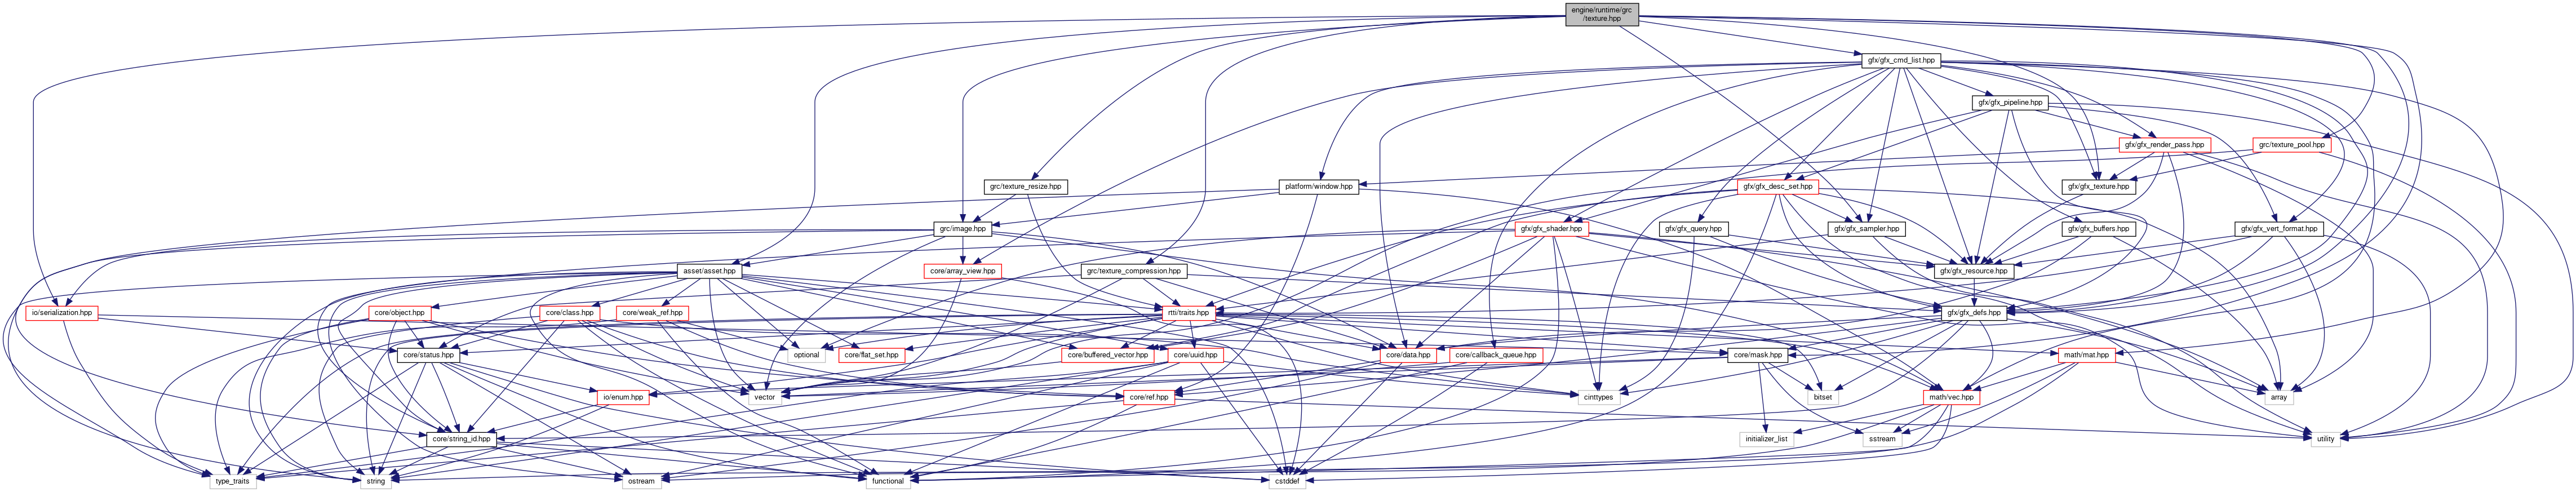 engine/runtime/grc
/texture.hpp
gfx/gfx_cmd_list.hpp
gfx/gfx_pipeline.hpp
gfx/gfx_render_pass.hpp
grc/texture_pool.hpp
grc/texture_resize.hpp
platform/window.hpp
gfx/gfx_desc_set.hpp
gfx/gfx_texture.hpp
grc/image.hpp
gfx/gfx_shader.hpp
gfx/gfx_query.hpp
gfx/gfx_sampler.hpp
gfx/gfx_buffers.hpp
gfx/gfx_vert_format.hpp
asset/asset.hpp
core/array_view.hpp
grc/texture_compression.hpp
gfx/gfx_resource.hpp
io/serialization.hpp
core/object.hpp
core/class.hpp
core/weak_ref.hpp
rtti/traits.hpp
gfx/gfx_defs.hpp
core/status.hpp
optional
core/flat_set.hpp
core/buffered_vector.hpp
core/uuid.hpp
core/data.hpp
core/callback_queue.hpp
core/mask.hpp
math/mat.hpp
io/enum.hpp
vector
core/ref.hpp
cinttypes
bitset
math/vec.hpp
array
core/string_id.hpp
initializer_list
sstream
utility
type_traits
string
ostream
functional
cstddef